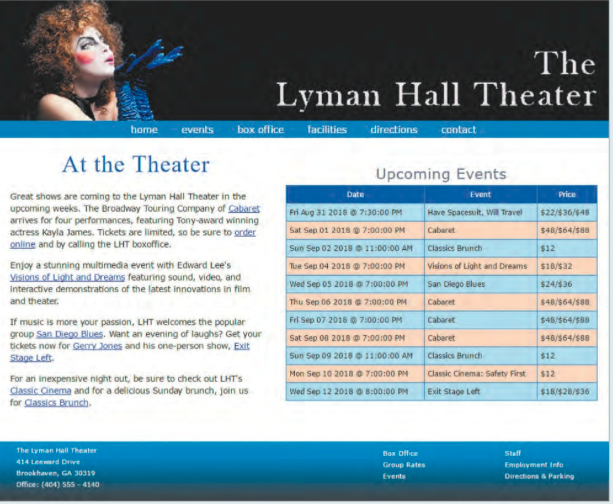 The
Lyman Hall Theater
home events box office facilities directions contact
At the Theater
Great shows are coming to the Lyman Hall Theater in the
upcoming weeks. The Broadway Touring Company of Cabaret
arrives for four performances, featuring Tony-award winning
actress Kayla James. Tickets are limited, so be sure to order
online and by calling the LHT boxoffice.
Enjoy a stunning multimedia event with Edward Lee's
Visions of Light and Dreams featuring sound, video, and
interactive demonstrations of the latest innovations in film
and theater.
If music is more your passion, LHT welcomes the popular
group San Diego Blues. Want an evening of laughs? Get your
tickets now for Gerry Jones and his one-person show, Exit
Stage Left.
For an inexpensive night out, be sure to check out LHT's
Classic Cinema and for a delicious Sunday brunch, join us
for Classics Brunch.
Upcoming Events
Date Event Price
Fri Aug 31 2018 @ 7:30:00 PM Have Spacesuit, Will Travel $22/$36/$48
Sat Sep 01 2018 @ 7:00:00 PM Cabaret $48/$64/$88
Sun Sep 02 2018 @ 11:00:00 AM Classics Brunch $12
Tue Sep 04 2018 @ 7:00:00 PM Visions of Light and Dreams $18/$32
Wed Sep 05 2018 @ 7:00:00 PM San Diego Blues $24/$36
Thu Sep 06 2018 @ 7:00:00 PM Cabaret $48/$64/$88
Fri Sep 07 2018 @ 7:00:00 PM Cabaret $48/$64/$88
Sat Sep 08 2018 @ 7:00:00 PM Cabaret $48/$64/$88
Sun Sep 09 2018 @ 11:00:00 AM Classics Brunch $12
Mon Sep 10 2018 @ 7:00:00 PM Classic Cinema: Safety First $12
Wed Sep 12 2018 @ 8:00:00 PM Exit Stage Left $18/$28/$36
The Lyman Hall Theater
414 Leeward Drive
Brookhaven, GA 30319
Office: (404) 555 - 4140
Box Office
Group Rates
Events
Staff
Employment Info
Directions & Parking